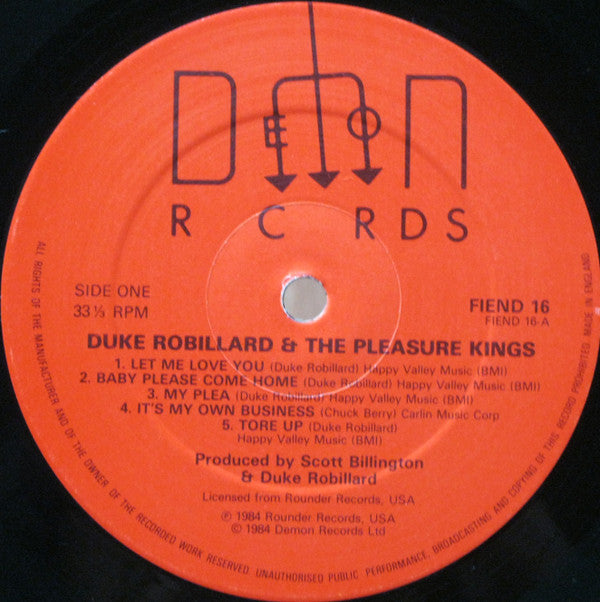 DEMON
RECORDS
SIDE ONE
33⅓ RPM
FIEND 16
FIEND 16-A
DUKE ROBILLARD & THE PLEASURE KINGS
1. LET ME LOVE YOU (Duke Robillard) Happy Valley Music (BMI)
2. BABY PLEASE COME HOME (Duke Robillard) Happy Valley Music (BMI)
3. MY PLEA (Duke Robillard) Happy Valley Music (BMI)
4. IT'S MY OWN BUSINESS (Chuck Berry) Carlin Music Corp
5. TORE UP (Duke Robillard)
Happy Valley Music (BMI)
Produced by Scott Billington
& Duke Robillard
Licensed from Rounder Records, USA
℗ 1984 Rounder Records, USA
© 1984 Demon Records Ltd
ALL RIGHTS OF THE MANUFACTURER AND OF THE OWNER OF THE RECORDED WORK RESERVED. UNAUTHORISED PUBLIC PERFORMANCE, BROADCASTING AND COPYING OF THIS RECORD PROHIBITED. MADE IN ENGLAND